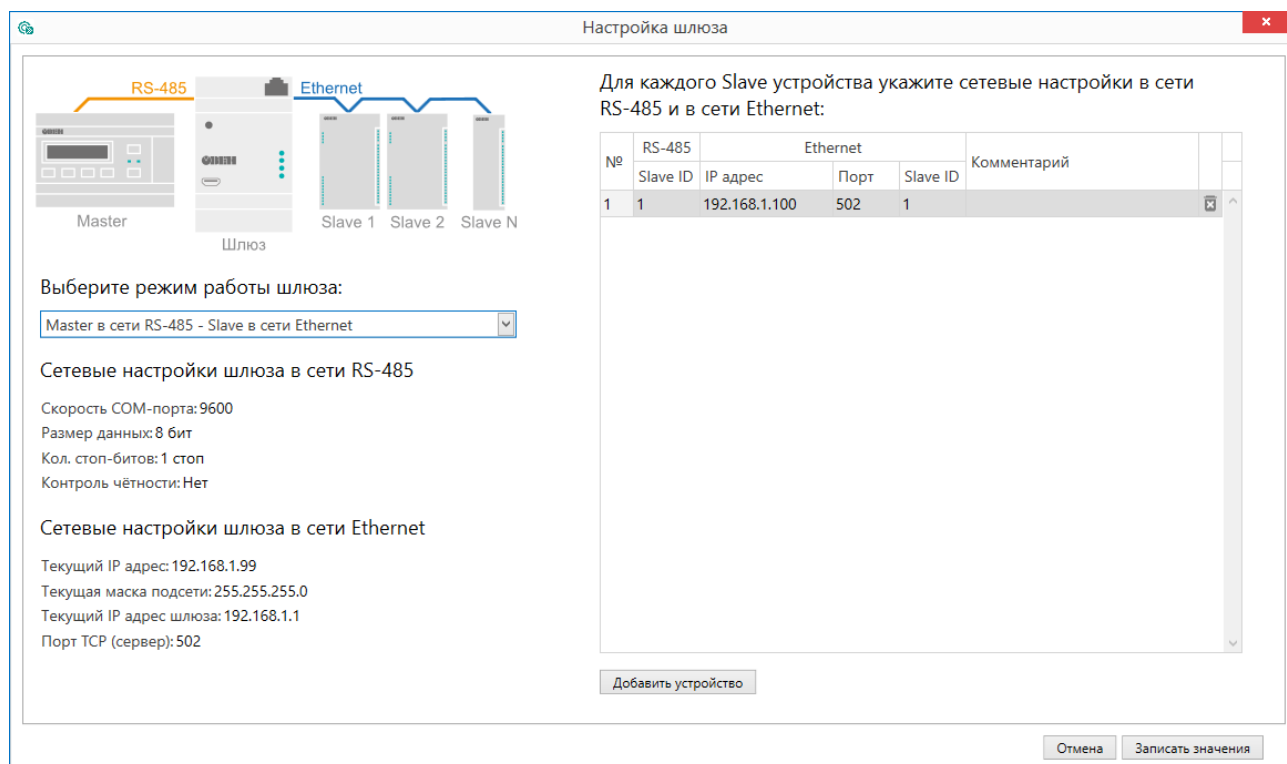 Настройка шлюза
RS-485
Ethernet
ОВЕН
ОВЕН
Master
Шлюз
Slave 1
Slave 2
Slave N
Выберите режим работы шлюза:
Master в сети RS-485 - Slave в сети Ethernet
Сетевые настройки шлюза в сети RS-485
Скорость COM-порта: 9600
Размер данных: 8 бит
Кол. стоп-битов: 1 стоп
Контроль чётности: Нет
Сетевые настройки шлюза в сети Ethernet
Текущий IP адрес: 192.168.1.99
Текущая маска подсети: 255.255.255.0
Текущий IP адрес шлюза: 192.168.1.1
Порт TCP (сервер): 502
Для каждого Slave устройства укажите сетевые настройки в сети
RS-485 и в сети Ethernet:
№ RS-485 Ethernet Комментарий
Slave ID IP адрес Порт Slave ID
1 1 192.168.1.100 502 1
Добавить устройство
Отмена Записать значения